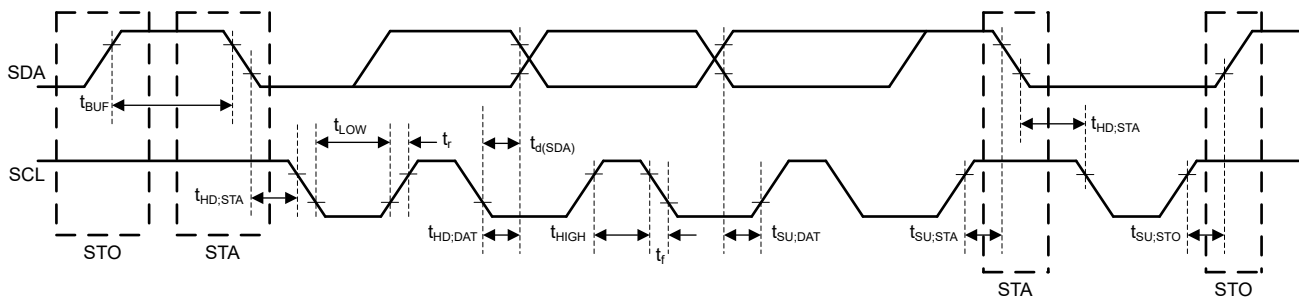 SDA
t_BUF
t_LOW
t_r
t_d(SDA)
t_HD;STA
SCL
t_HD;STA
t_HD;DAT
t_HIGH
t_f
t_SU;DAT
t_SU;STA
t_SU;STO
STO
STA
STA
STO